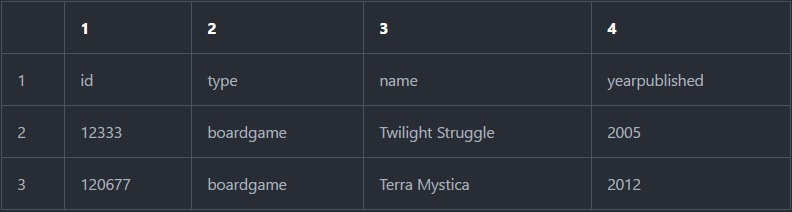 1 2 3 4
1 id type name yearpublished
2 12333 boardgame Twilight Struggle 2005
3 120677 boardgame Terra Mystica 2012